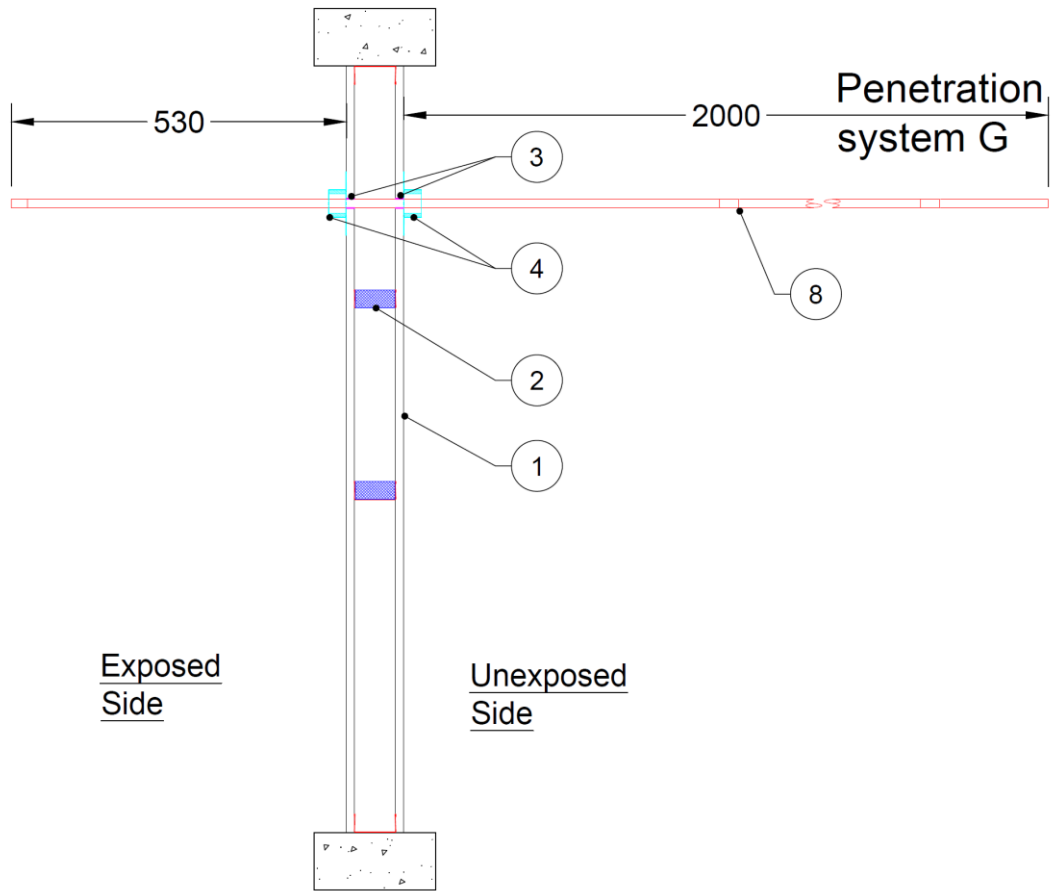 Penetration
system G
530
2000
3
4
8
2
1
Exposed
Side
Unexposed
Side